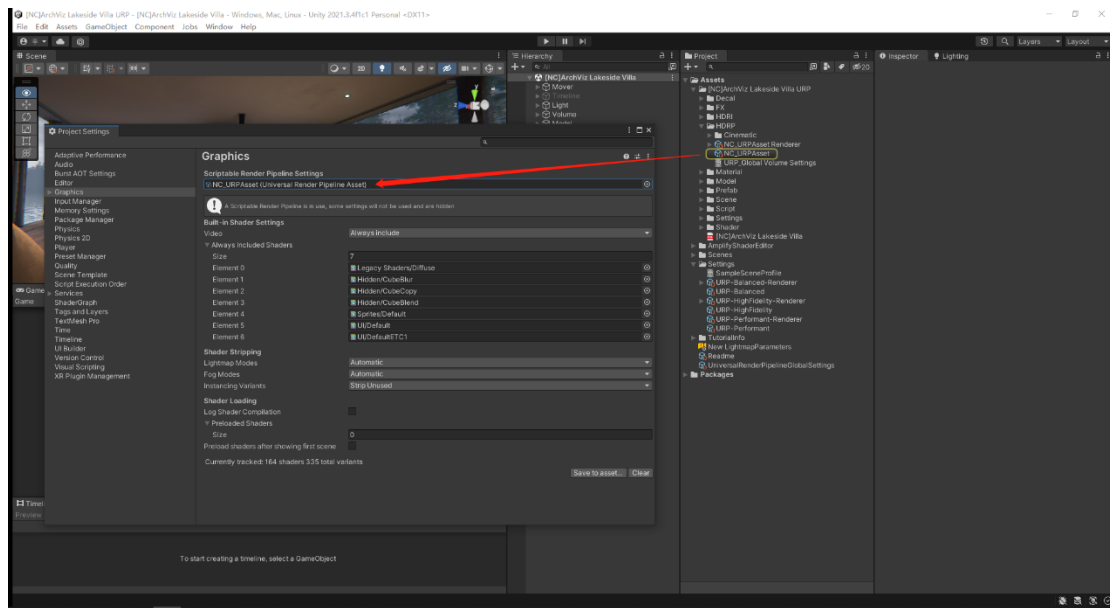 [NC]ArchViz Lakeside Villa URP - [NC]ArchViz Lakeside Villa - Windows, Mac, Linux - Unity 2021.3.4f1c1 Personal <DX11>
File Edit Assets GameObject Component Jobs Window Help
Layers Layout
Scene
2D
Hierarchy
All
[NC]ArchViz Lakeside Villa
Mover
Timeline
Light
Volume
Model
Project
20
Assets
[NC]ArchViz Lakeside Villa URP
Decal
FX
HDRI
HDRP
Cinematic
NC_URPAsset Renderer
NC_URPAsset
URP_Global Volume Settings
Material
Model
Prefab
Scene
Script
Settings
Shader
[NC]ArchViz Lakeside Villa
AmplifyShaderEditor
Scenes
Settings
SampleSceneProfile
URP-Balanced-Renderer
URP-Balanced
URP-HighFidelity-Renderer
URP-HighFidelity
URP-Performant-Renderer
URP-Performant
TutorialInfo
New LightmapParameters
Readme
UniversalRenderPipelineGlobalSettings
Packages
Inspector Lighting
Project Settings
Adaptive Performance
Audio
Burst AOT Settings
Editor
Graphics
Input Manager
Memory Settings
Package Manager
Physics
Physics 2D
Player
Preset Manager
Quality
Scene Template
Script Execution Order
Services
ShaderGraph
Tags and Layers
TextMesh Pro
Time
Timeline
UI Builder
Version Control
Visual Scripting
XR Plugin Management
Graphics
Scriptable Render Pipeline Settings
NC_URPAsset (Universal Render Pipeline Asset)
A Scriptable Render Pipeline is in use, some settings will not be used and are hidden
Built-in Shader Settings
Video Always include
Always Included Shaders
Size 7
Element 0 Legacy Shaders/Diffuse
Element 1 Hidden/CubeBlur
Element 2 Hidden/CubeCopy
Element 3 Hidden/CubeBlend
Element 4 Sprites/Default
Element 5 UI/Default
Element 6 UI/DefaultETC1
Shader Stripping
Lightmap Modes Automatic
Fog Modes Automatic
Instancing Variants Strip Unused
Shader Loading
Log Shader Compilation
Preloaded Shaders
Size 0
Preload shaders after showing first scene
Currently tracked: 164 shaders 335 total variants
Save to asset... Clear
Game
Game
Timel
Preview
To start creating a timeline, select a GameObject